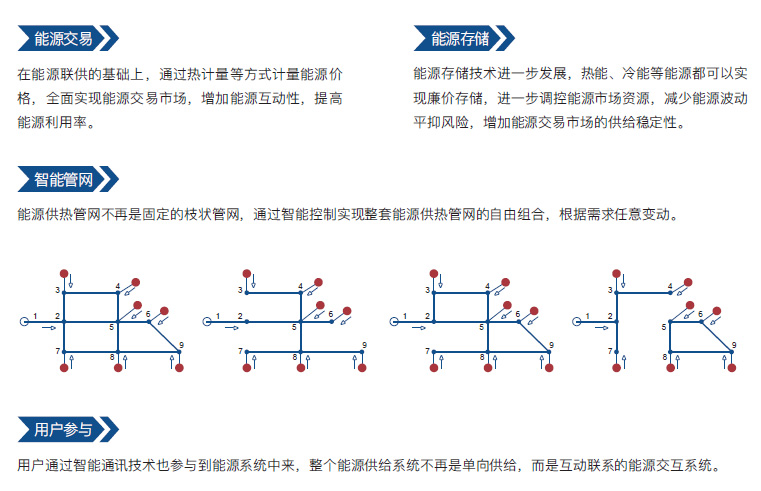 能源交易
在能源联供的基础上，通过热计量等方式计量能源价
格，全面实现能源交易市场，增加能源互动性，提高
能源利用率。
能源存储
能源存储技术进一步发展，热能、冷能等能源都可以实
现廉价存储，进一步调控能源市场资源，减少能源波动
平抑风险，增加能源交易市场的供给稳定性。
智能管网
能源供热管网不再是固定的枝状管网，通过智能控制实现整套能源供热管网的自由组合，根据需求任意变动。
3 4
1 2 5 6
7 8 9
3 4
1 2 5 6
7 8 9
3 4
1 2 5 6
7 8 9
3 4
1 2 5 6
7 8 9
用户参与
用户通过智能通讯技术也参与到能源系统中来，整个能源供给系统不再是单向供给，而是互动联系的能源交互系统。